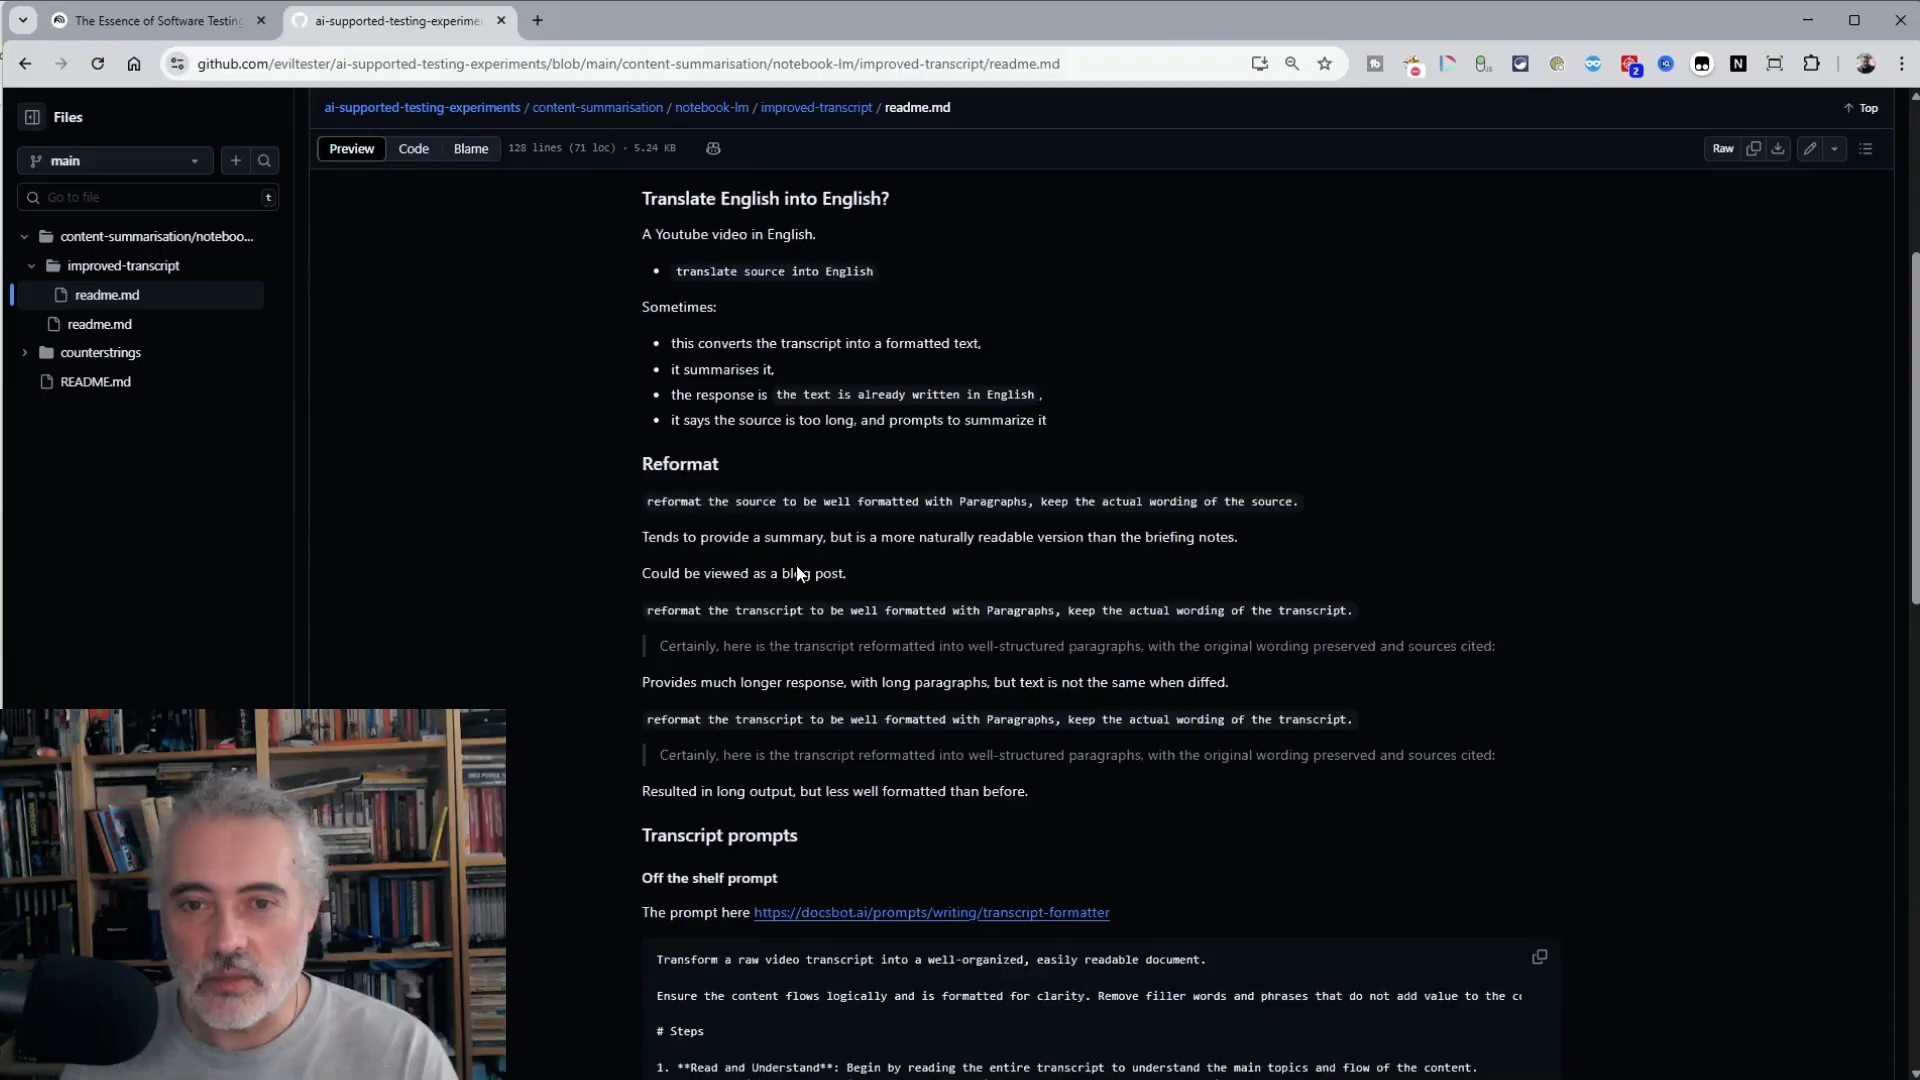 The Essence of Software Testing
ai-supported-testing-experime
github.com/eviltester/ai-supported-testing-experiments/blob/main/content-summarisation/notebook-lm/improved-transcript/readme.md
2
Files
ai-supported-testing-experiments / content-summarisation / notebook-lm / improved-transcript / readme.md
Top
main
Preview
Code
Blame
128 lines (71 loc) · 5.24 KB
Raw
Go to file
t
content-summarisation/noteboo...
improved-transcript
readme.md
readme.md
counterstrings
README.md
Translate English into English?
A Youtube video in English.
• translate source into English
Sometimes:
• this converts the transcript into a formatted text,
• it summarises it,
• the response is the text is already written in English ,
• it says the source is too long, and prompts to summarize it
Reformat
reformat the source to be well formatted with Paragraphs, keep the actual wording of the source.
Tends to provide a summary, but is a more naturally readable version than the briefing notes.
Could be viewed as a blog post.
reformat the transcript to be well formatted with Paragraphs, keep the actual wording of the transcript.
Certainly, here is the transcript reformatted into well-structured paragraphs, with the original wording preserved and sources cited:
Provides much longer response, with long paragraphs, but text is not the same when diffed.
reformat the transcript to be well formatted with Paragraphs, keep the actual wording of the transcript.
Certainly, here is the transcript reformatted into well-structured paragraphs, with the original wording preserved and sources cited:
Resulted in long output, but less well formatted than before.
Transcript prompts
Off the shelf prompt
The prompt here https://docsbot.ai/prompts/writing/transcript-formatter
Transform a raw video transcript into a well-organized, easily readable document.
Ensure the content flows logically and is formatted for clarity. Remove filler words and phrases that do not add value to the
# Steps
1. **Read and Understand**: Begin by reading the entire transcript to understand the main topics and flow of the content.